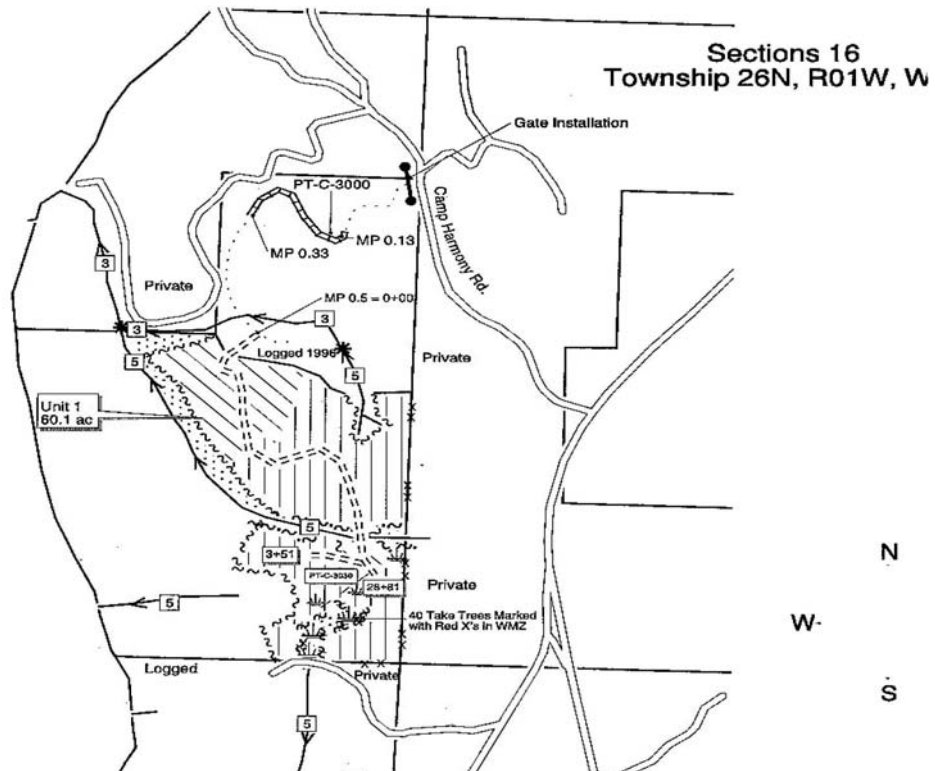 Sections 16
Township 26N, R01W, W
Gate Installation
PT-C-3000
MP 0.13
MP 0.33
Camp Harmony Rd.
3
Private
MP 0.5 = 0+00
3
3
Logged 1996
Private
5
5
Unit 1
60.1 ac
5
3+51
PT-C-3030
28+81
Private
5
40 Take Trees Marked
with Red X's in WMZ
Logged
Private
5
N
W
S